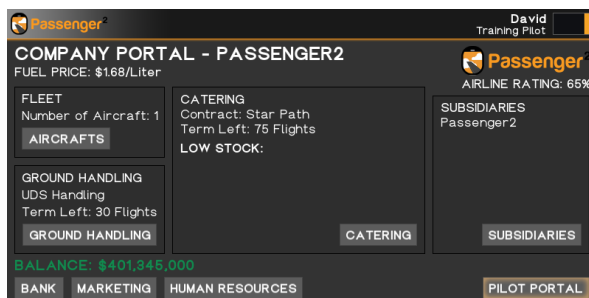 Passenger²
David
Training Pilot
COMPANY PORTAL - PASSENGER2
FUEL PRICE: $1.68/Liter
Passenger²
AIRLINE RATING: 65%
FLEET
Number of Aircraft: 1
AIRCRAFTS
CATERING
Contract: Star Path
Term Left: 75 Flights
LOW STOCK:
CATERING
SUBSIDIARIES
Passenger2
SUBSIDIARIES
GROUND HANDLING
UDS Handling
Term Left: 30 Flights
GROUND HANDLING
BALANCE: $401,345,000
BANK
MARKETING
HUMAN RESOURCES
PILOT PORTAL